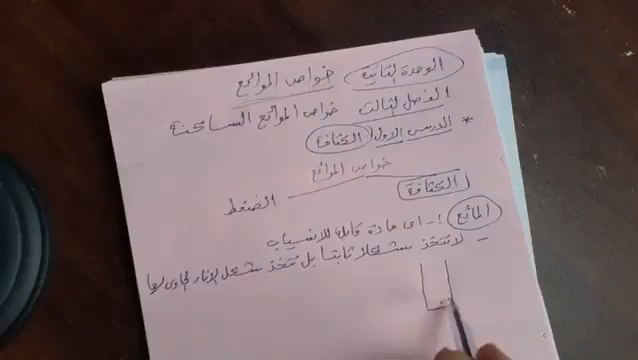 الوحدة الثانية خواص الموائع
الفصل الثالث خواص الموائع الساكنة
* الدرس الاول الكثافة
خواص الموائع
الكثافة الضغط
المائع :- اى مادة قابلة للانسياب
- لا تتخذ شكلا ثابتا بل تتخذ شكل الاناء الحاوى لها